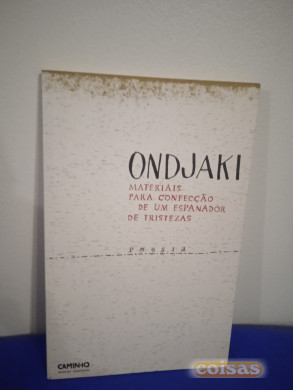 ONDJAKI
MATERIAIS
PARA CONFECÇÃO
DE UM ESPANADOR
DE TRISTEZAS
poesia
CAMINHO
coisas